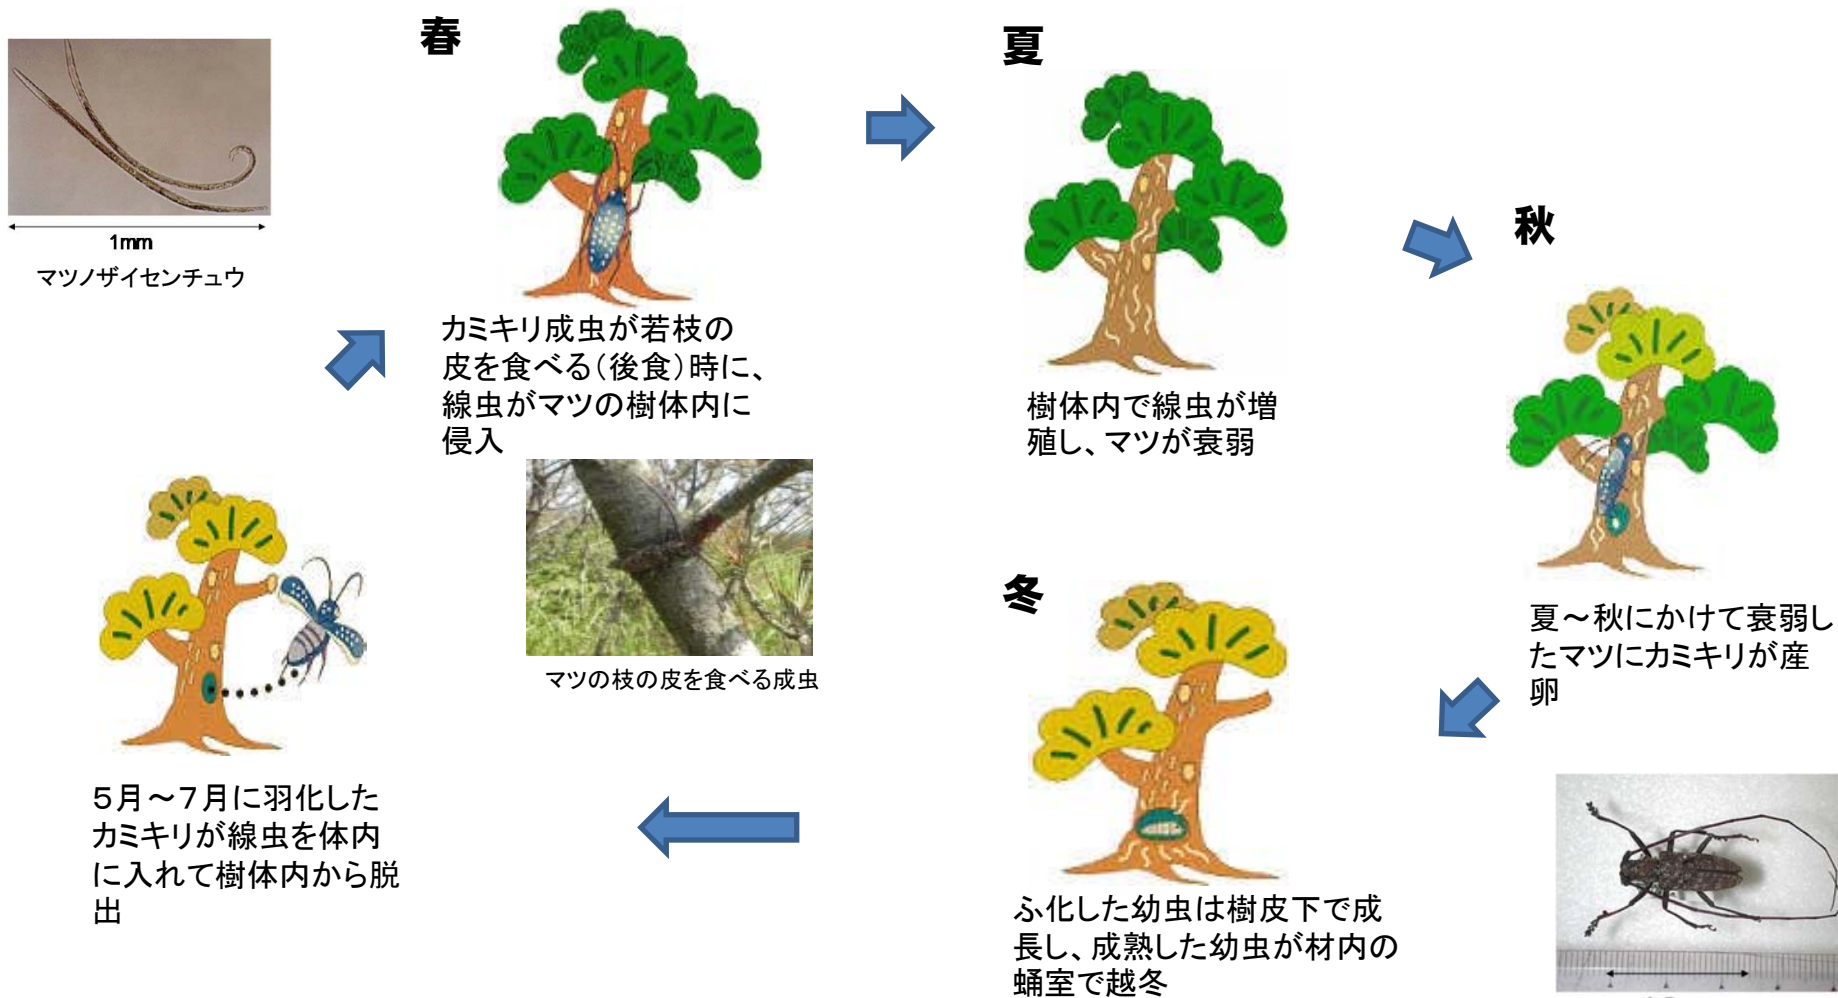 春
夏
1mm
マツノザイセンチュウ
秋
カミキリ成虫が若枝の
皮を食べる(後食)時に、
線虫がマツの樹体内に
侵入
樹体内で線虫が増
殖し、マツが衰弱
マツの枝の皮を食べる成虫
冬
夏~秋にかけて衰弱し
たマツにカミキリが産
卵
5月~7月に羽化した
カミキリが線虫を体内
に入れて樹体内から脱
出
ふ化した幼虫は樹皮下で成
長し、成熟した幼虫が材内の
蛹室で越冬